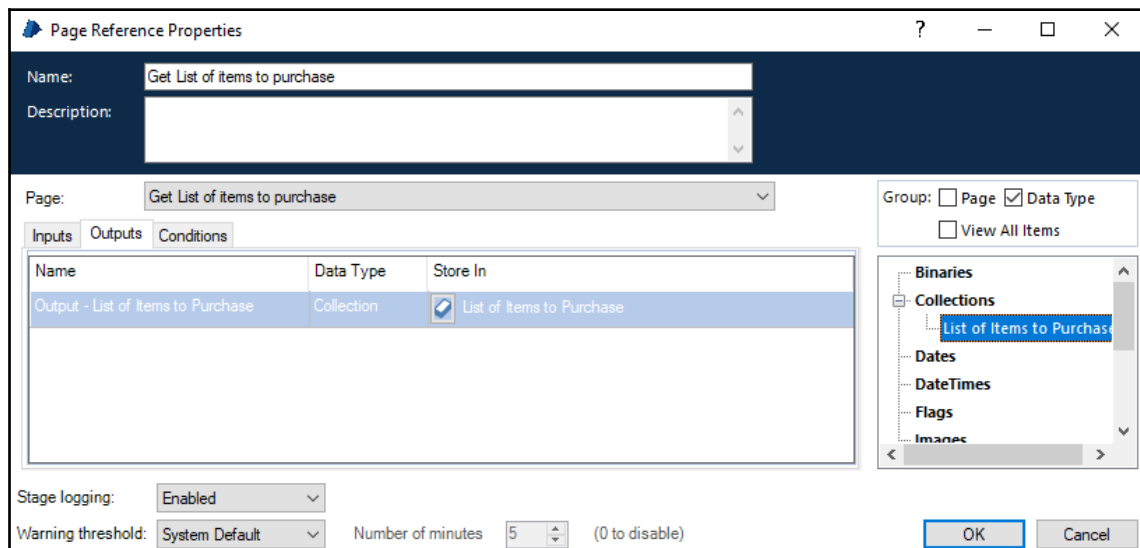 Page Reference Properties
?
Name: Get List of items to purchase
Description:
Page: Get List of items to purchase
Group: Page Data Type
View All Items
Inputs Outputs Conditions
Name Data Type Store In
Output - List of Items to Purchase Collection List of Items to Purchase
Binaries
Collections
List of Items to Purchase
Dates
DateTimes
Flags
Images
Stage logging: Enabled
Warning threshold: System Default Number of minutes 5 (0 to disable)
OK Cancel